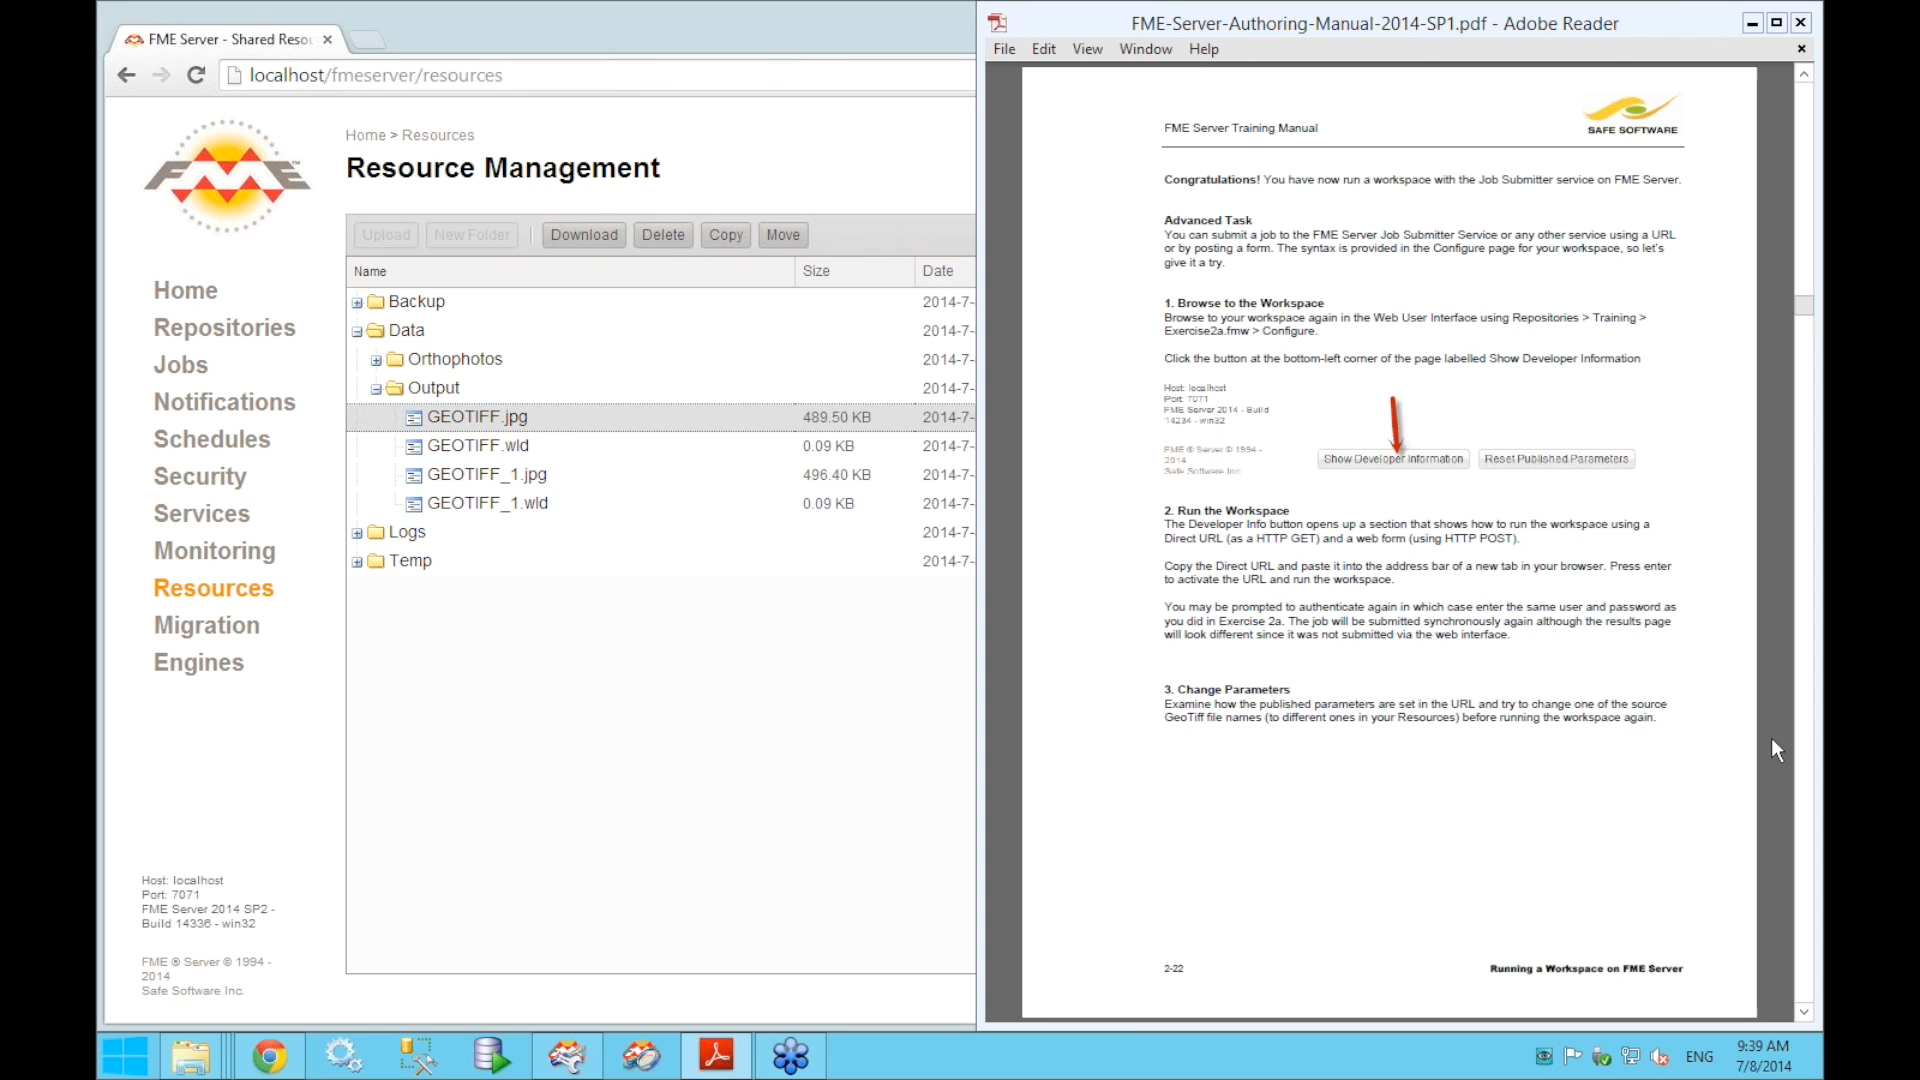 FME Server - Shared Resou
localhost/fmeserver/resources
FME
Home
Repositories
Jobs
Notifications
Schedules
Security
Services
Monitoring
Resources
Migration
Engines
Host: localhost
Port: 7071
FME Server 2014 SP2 -
Build 14336 - win32
FME ® Server © 1994 -
2014
Safe Software Inc.
Home > Resources
Resource Management
Upload New Folder Download Delete Copy Move
Name Size Date
Backup 2014-7-
Data 2014-7-
Orthophotos 2014-7-
Output 2014-7-
GEOTIFF.jpg 489.50 KB 2014-7-
GEOTIFF.wld 0.09 KB 2014-7-
GEOTIFF_1.jpg 496.40 KB 2014-7-
GEOTIFF_1.wld 0.09 KB 2014-7-
Logs 2014-7-
Temp 2014-7-
FME-Server-Authoring-Manual-2014-SP1.pdf - Adobe Reader
File Edit View Window Help
FME Server Training Manual
SAFE SOFTWARE
Congratulations! You have now run a workspace with the Job Submitter service on FME Server.
Advanced Task
You can submit a job to the FME Server Job Submitter Service or any other service using a URL
or by posting a form. The syntax is provided in the Configure page for your workspace, so let's
give it a try.
1. Browse to the Workspace
Browse to your workspace again in the Web User Interface using Repositories > Training >
Exercise2a.fmw > Configure.
Click the button at the bottom-left corner of the page labelled Show Developer Information
Host: localhost
Port: 7071
FME Server 2014 - Build
14234 - win32
FME ® Server © 1994 -
2014
Safe Software Inc.
Show Developer Information Reset Published Parameters
2. Run the Workspace
The Developer Info button opens up a section that shows how to run the workspace using a
Direct URL (as a HTTP GET) and a web form (using HTTP POST).
Copy the Direct URL and paste it into the address bar of a new tab in your browser. Press enter
to activate the URL and run the workspace.
You may be prompted to authenticate again in which case enter the same user and password as
you did in Exercise 2a. The job will be submitted synchronously again although the results page
will look different since it was not submitted via the web interface.
3. Change Parameters
Examine how the published parameters are set in the URL and try to change one of the source
GeoTiff file names (to different ones in your Resources) before running the workspace again.
2-22 Running a Workspace on FME Server
ENG
9:39 AM
7/8/2014